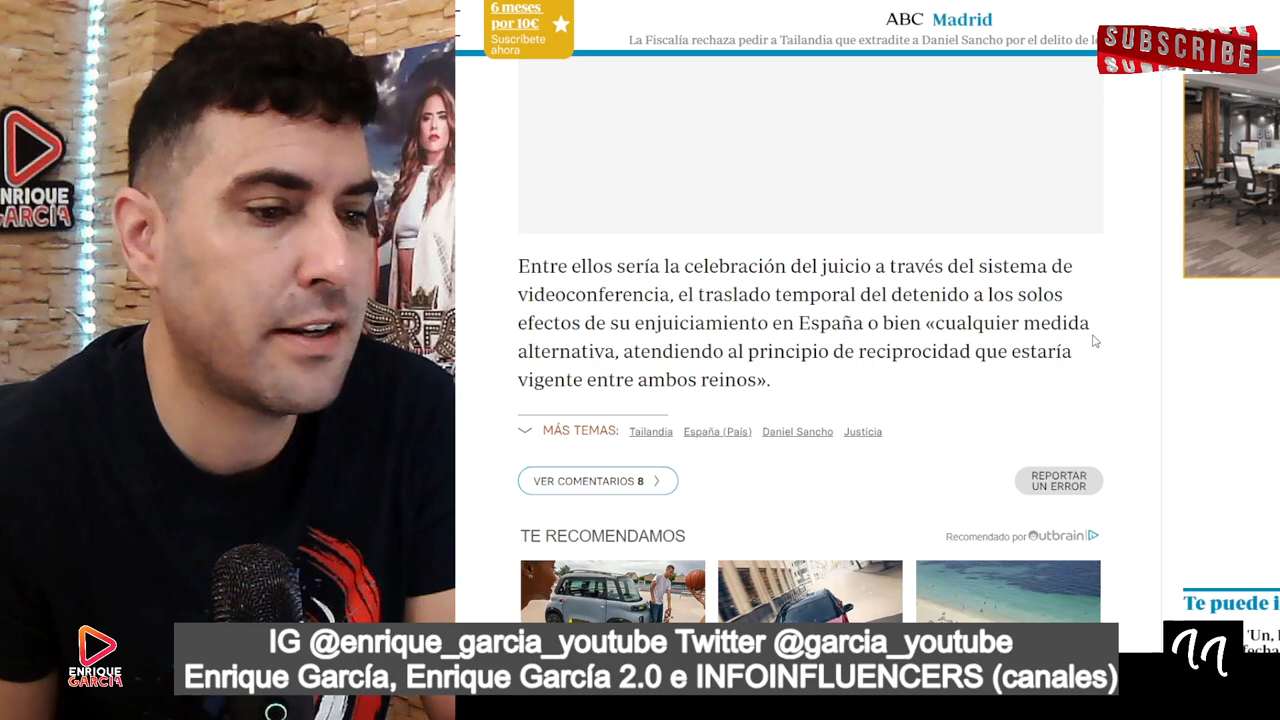 6 meses
por 10€
Suscríbete
ahora
ABC Madrid
La Fiscalía rechaza pedir a Tailandia que extradite a Daniel Sancho por el delito de
SUBSCRIBE
ENRIQUE
GARCÍA
Entre ellos sería la celebración del juicio a través del sistema de
videoconferencia, el traslado temporal del detenido a los solos
efectos de su enjuiciamiento en España o bien «cualquier medida
alternativa, atendiendo al principio de reciprocidad que estaría
vigente entre ambos reinos».
MÁS TEMAS: Tailandia España (País) Daniel Sancho Justicia
VER COMENTARIOS 8
REPORTAR
UN ERROR
TE RECOMENDAMOS
Recomendado por Outbrain
Te puede i
'Un,
fecha
IG @enrique_garcia_youtube Twitter @garcia_youtube
Enrique García, Enrique García 2.0 e INFOINFLUENCERS (canales)
ENRIQUE
GARCÍA